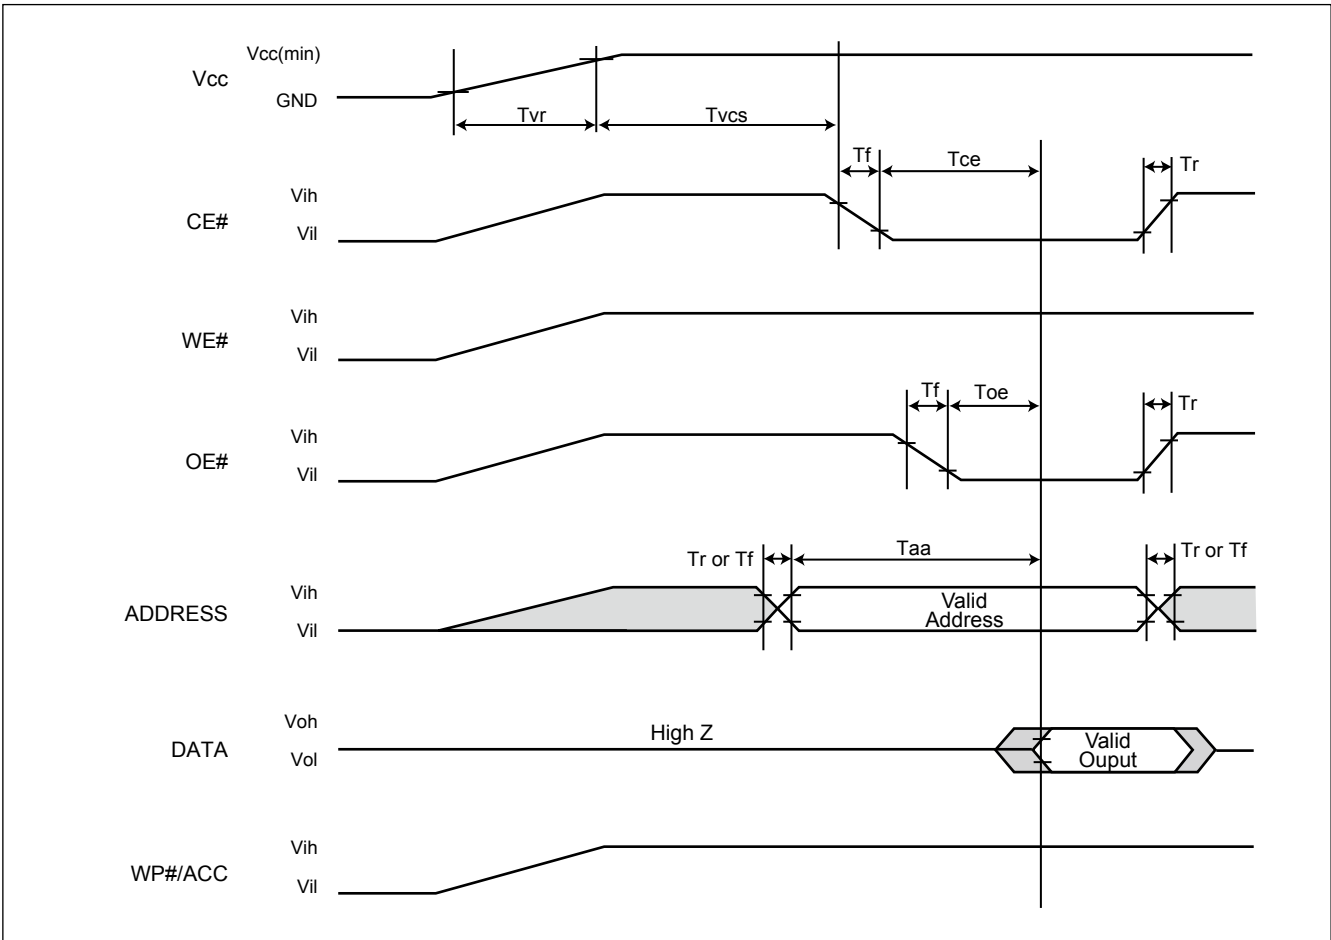 Vcc(min)
Vcc
GND
Tvr
Tvcs
Tf
Tce
Tr
Vih
CE#
Vil
Vih
WE#
Vil
Tf
Toe
Tr
Vih
OE#
Vil
Tr or Tf
Taa
Tr or Tf
Vih
ADDRESS
Vil
Valid
Address
Voh
DATA
Vol
High Z
Valid
Ouput
Vih
WP#/ACC
Vil